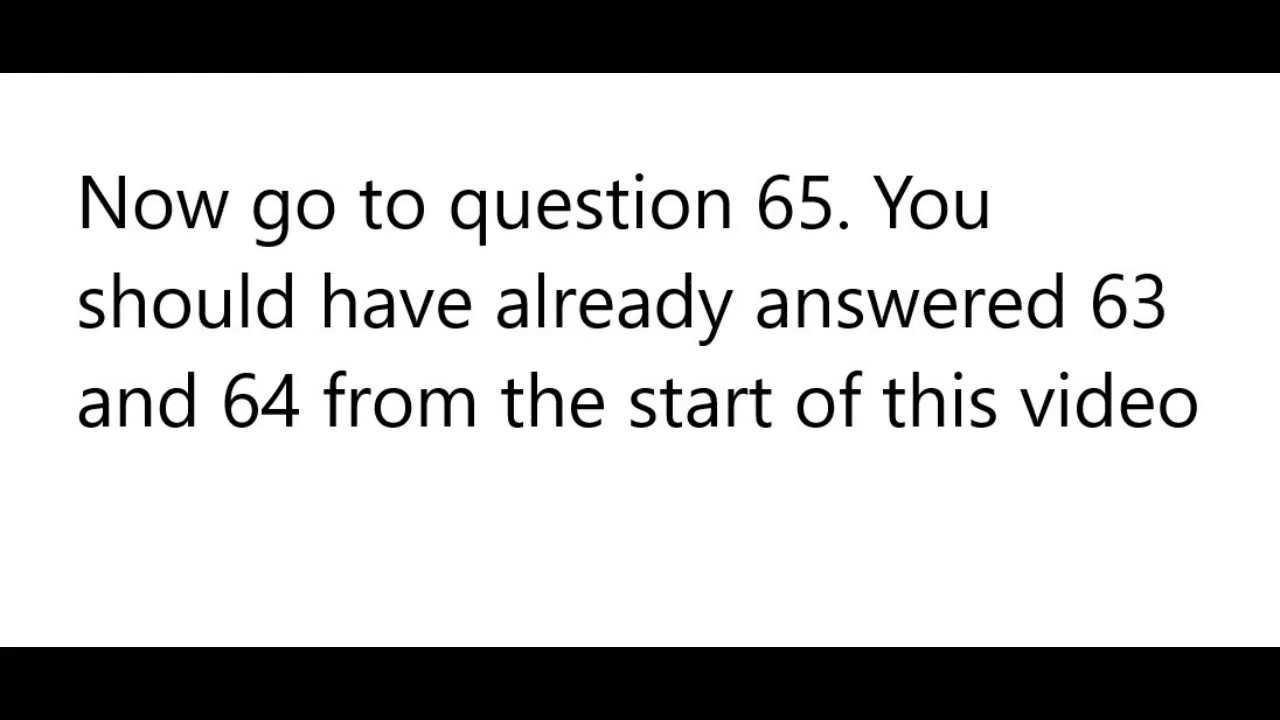 Now go to question 65. You
should have already answered 63
and 64 from the start of this video